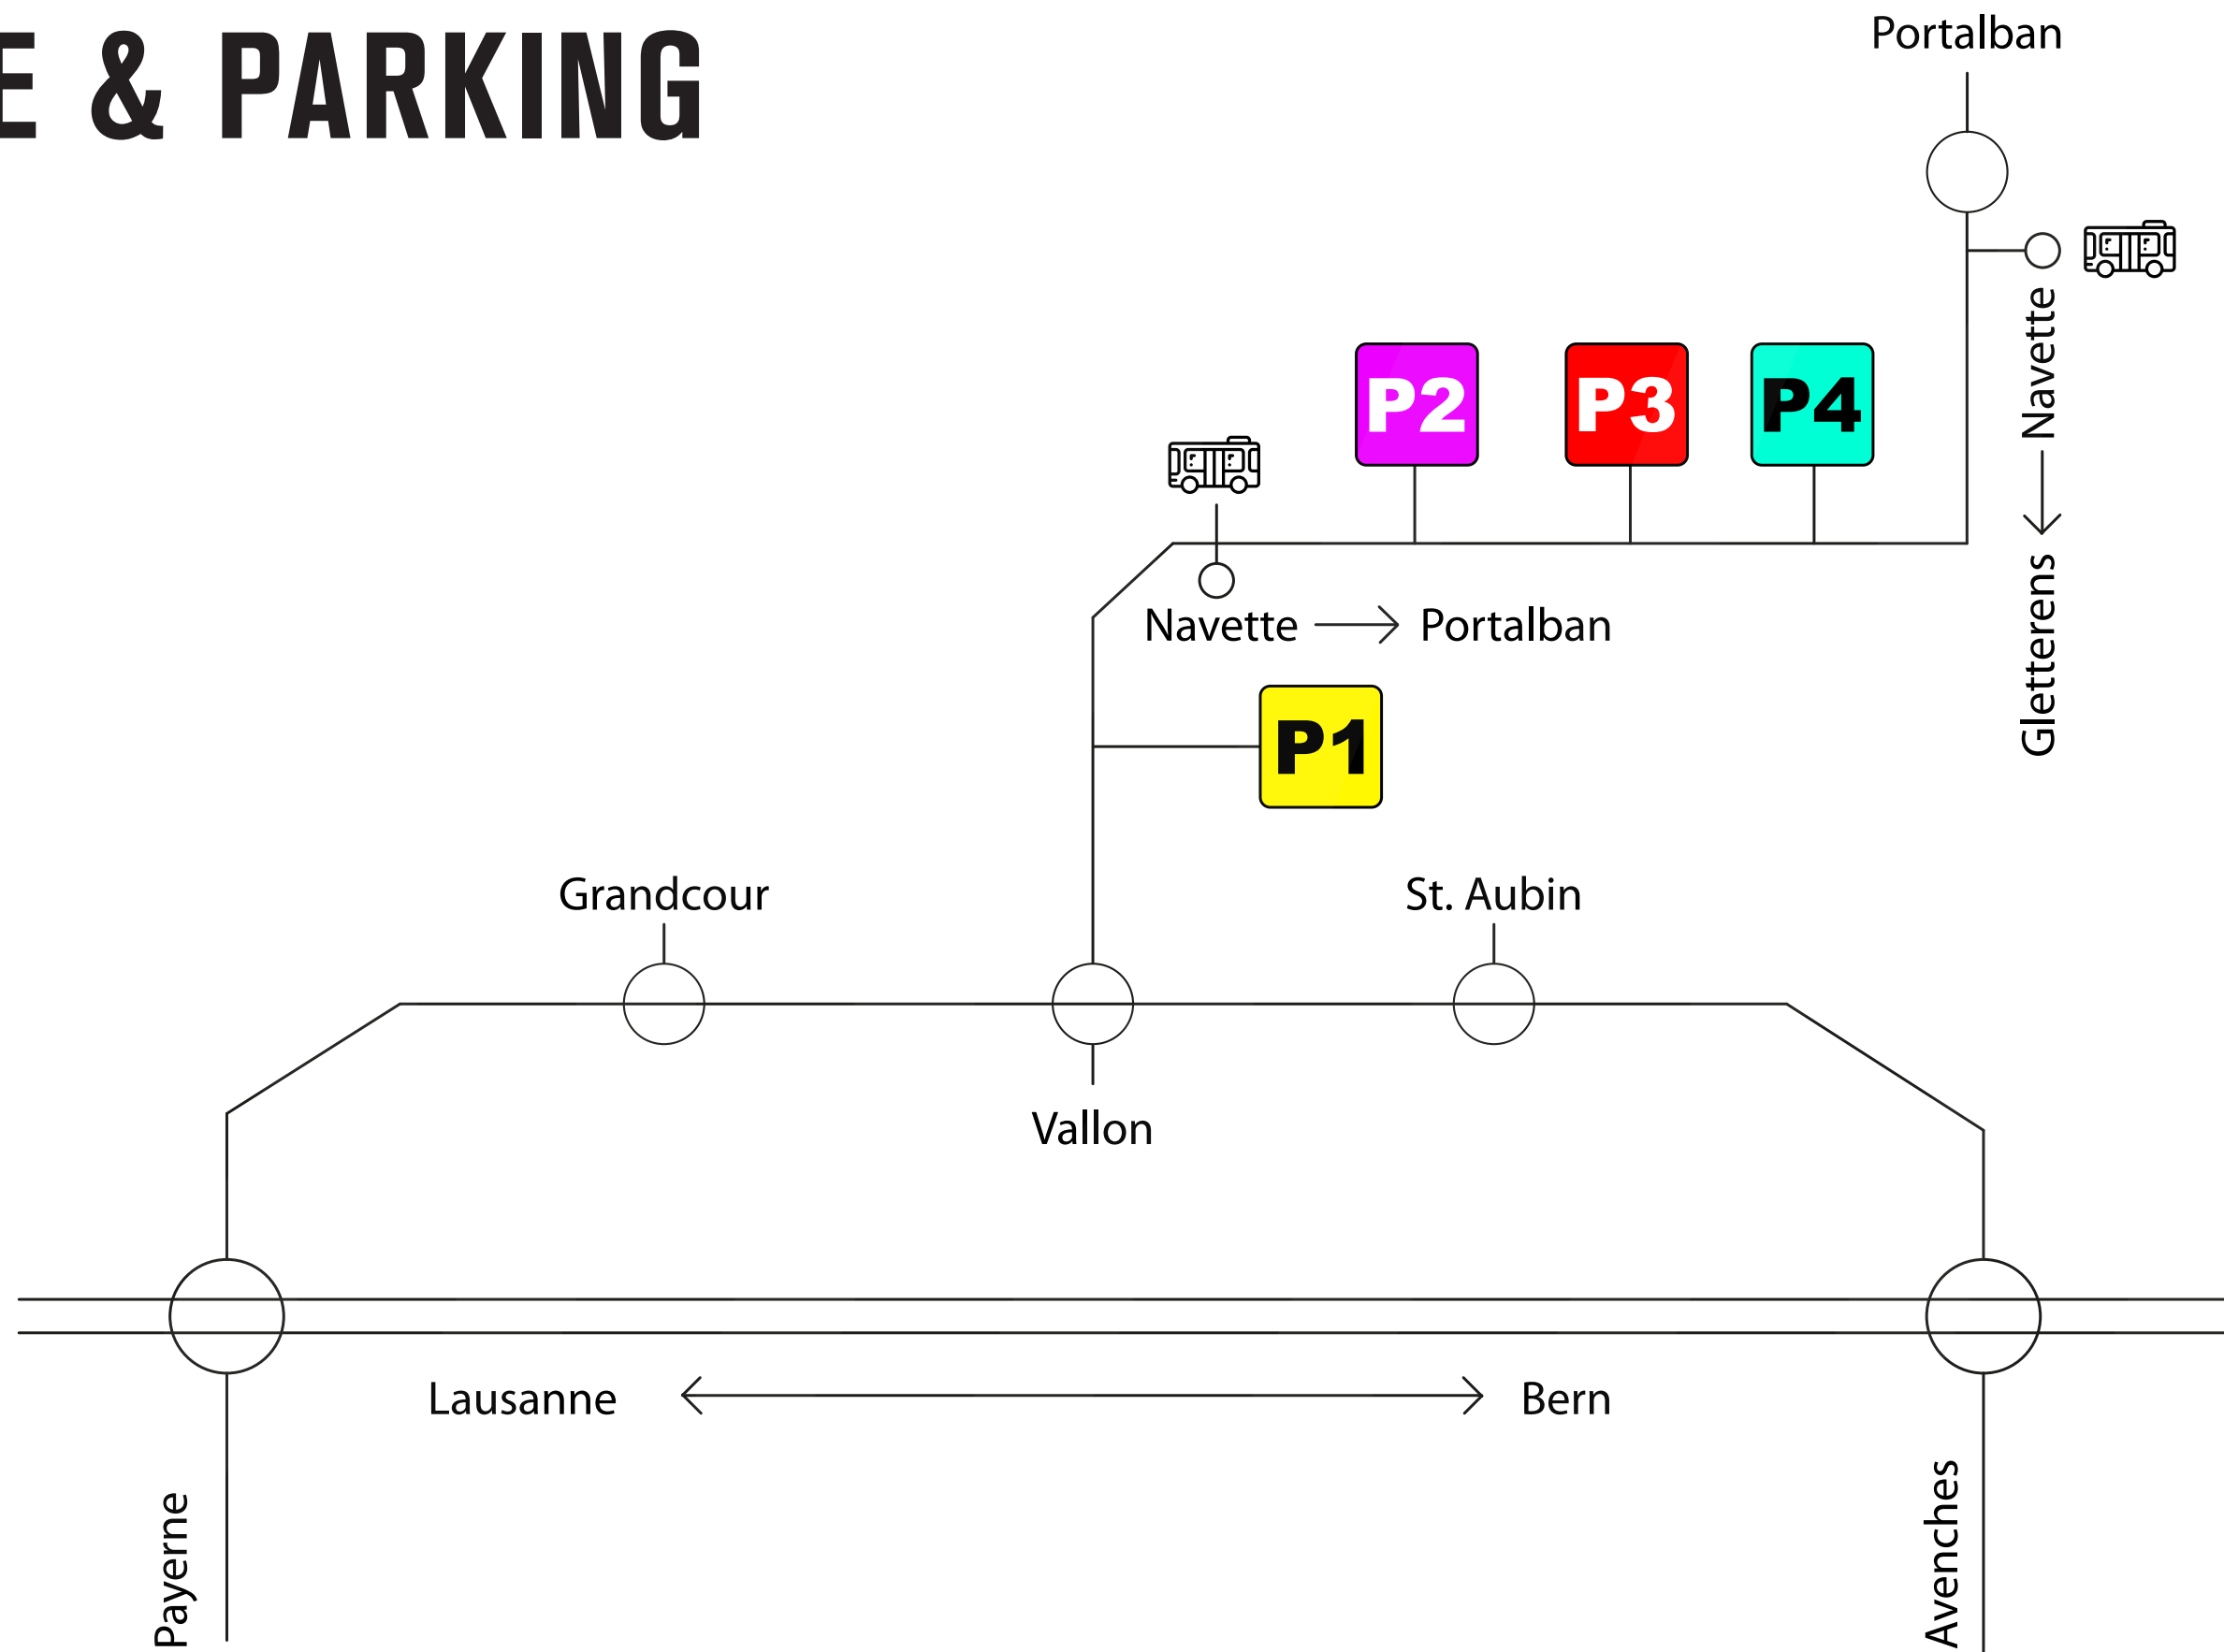 E & PARKING
Portalban
Navette
Gletterens
P2
P3
P4
Navette
Portalban
P1
Grandcour
St. Aubin
Vallon
Lausanne
Bern
Payerne
Avenches